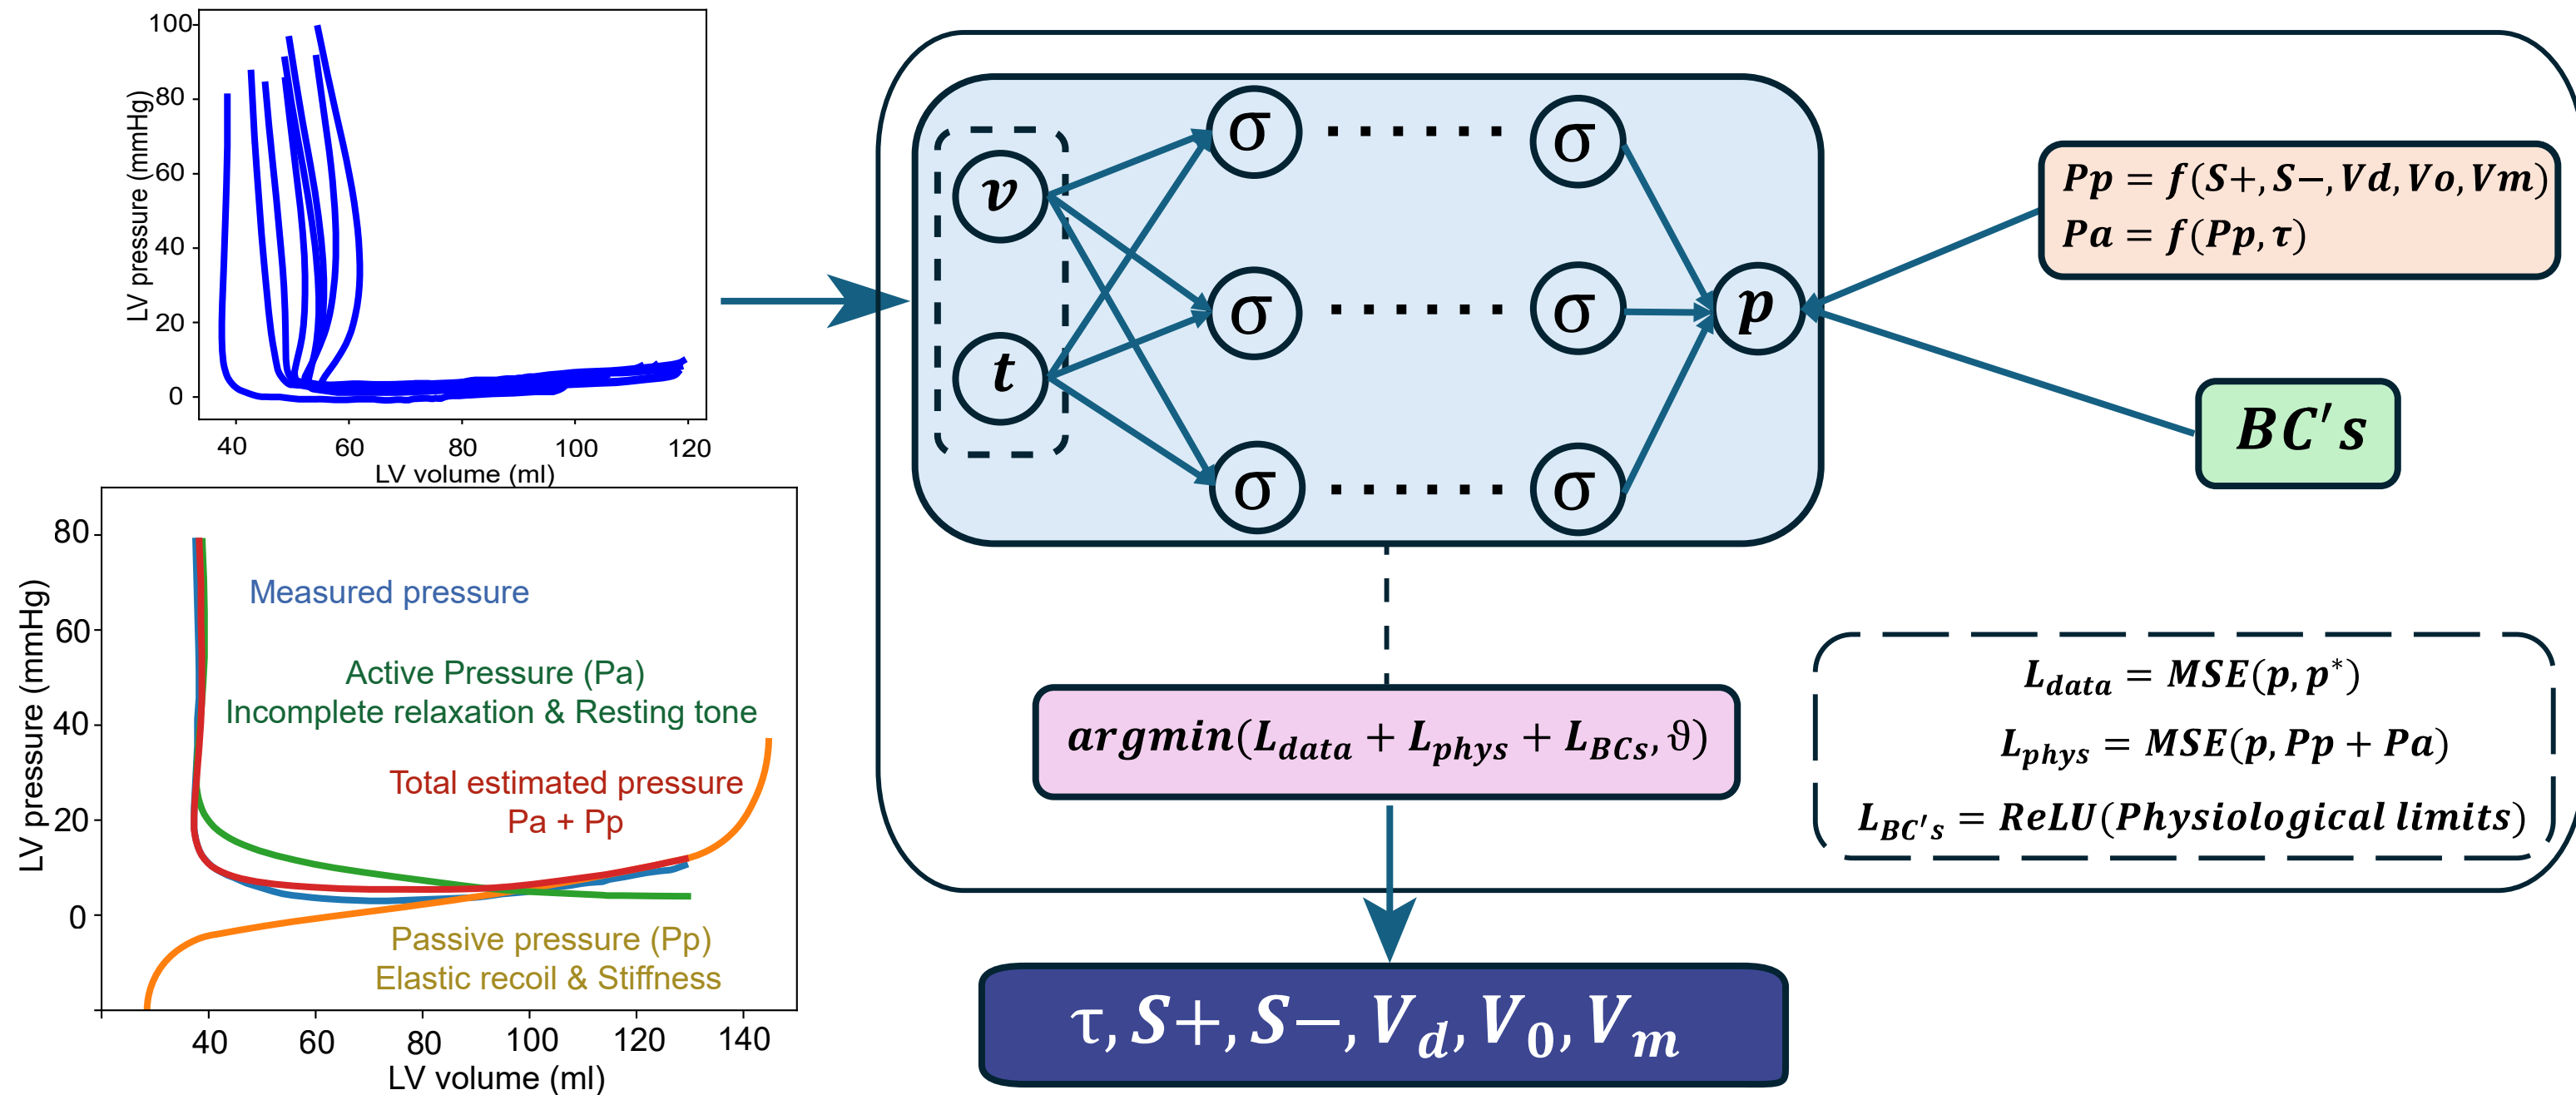 100
80
60
40
20
0
LV pressure (mmHg)
40 60 80 100 120
LV volume (ml)
80
60
40
20
0
LV pressure (mmHg)
Measured pressure
Active Pressure (Pa)
Incomplete relaxation & Resting tone
Total estimated pressure
Pa + Pp
Passive pressure (Pp)
Elastic recoil & Stiffness
40 60 80 100 120 140
LV volume (ml)
v
t
σ ······ σ
σ ······ σ
σ ······ σ
p
Pp = f(S+, S−, Vd, Vo, Vm)
Pa = f(Pp, τ)
BC′s
argmin(L_data + L_phys + L_BCs, ϑ)
L_data = MSE(p, p*)
L_phys = MSE(p, Pp + Pa)
L_BC′s = ReLU(Physiological limits)
τ, S+, S−, V_d, V_0, V_m